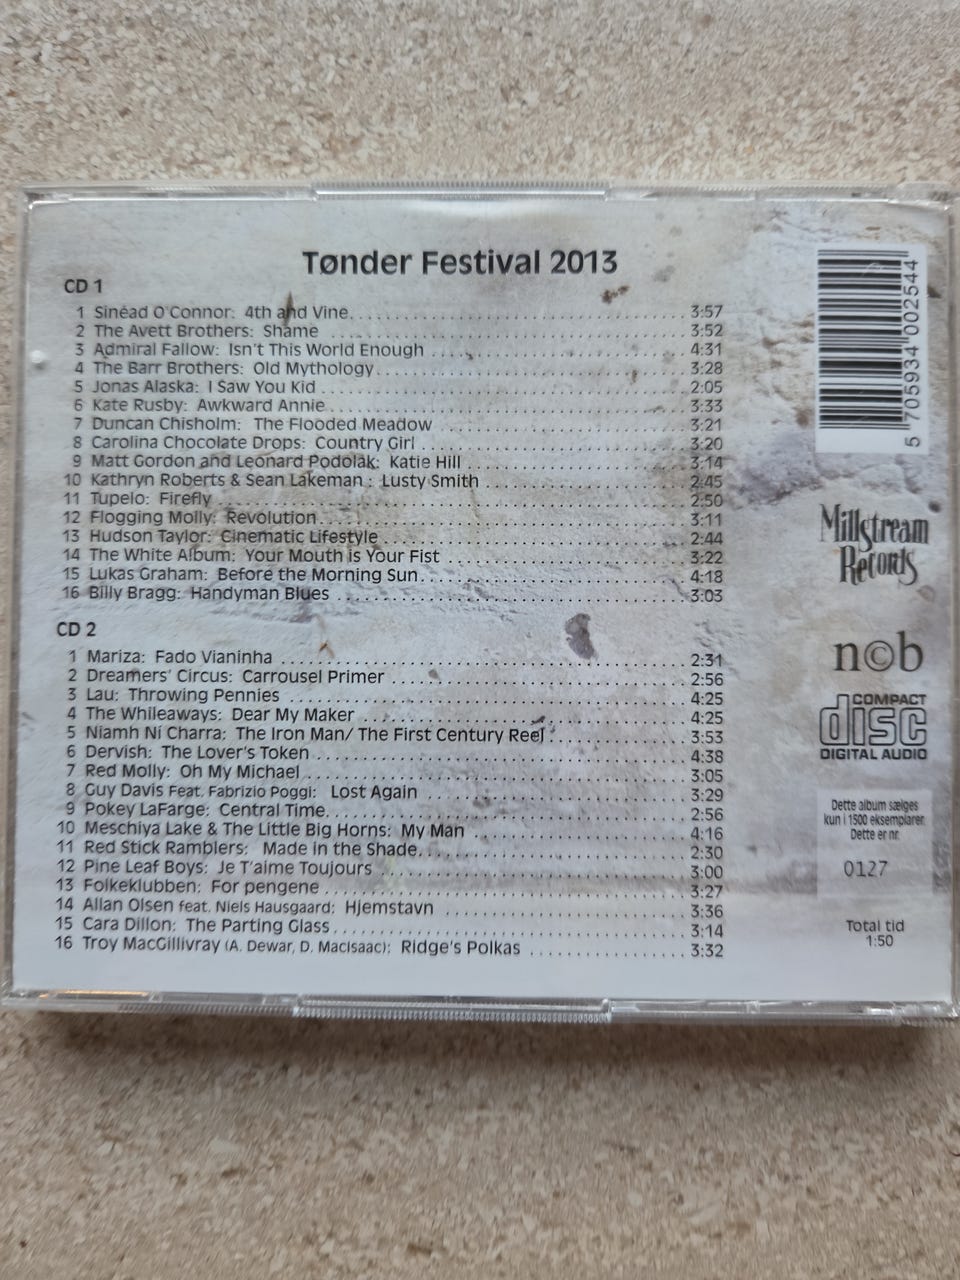 Tønder Festival 2013
CD 1
1 Sinéad O'Connor: 4th and Vine 3:57
2 The Avett Brothers: Shame 3:52
3 Admiral Fallow: Isn't This World Enough 4:31
4 The Barr Brothers: Old Mythology 3:28
5 Jonas Alaska: I Saw You Kid 2:05
6 Kate Rusby: Awkward Annie 3:33
7 Duncan Chisholm: The Flooded Meadow 3:21
8 Carolina Chocolate Drops: Country Girl 3:20
9 Matt Gordon and Leonard Podolak: Katie Hill 3:14
10 Kathryn Roberts & Sean Lakeman : Lusty Smith 2:45
11 Tupelo: Firefly 2:50
12 Flogging Molly: Revolution 3:11
13 Hudson Taylor: Cinematic Lifestyle 2:44
14 The White Album: Your Mouth is Your Fist 3:22
15 Lukas Graham: Before the Morning Sun 4:18
16 Billy Bragg: Handyman Blues 3:03
CD 2
1 Mariza: Fado Vianinha 2:31
2 Dreamers' Circus: Carrousel Primer 2:56
3 Lau: Throwing Pennies 4:25
4 The Whileaways: Dear My Maker 4:25
5 Niamh Ní Charra: The Iron Man/ The First Century Reel 3:53
6 Dervish: The Lover's Token 4:38
7 Red Molly: Oh My Michael 3:05
8 Guy Davis Feat. Fabrizio Poggi: Lost Again 3:29
9 Pokey LaFarge: Central Time 2:56
10 Meschiya Lake & The Little Big Horns: My Man 4:16
11 Red Stick Ramblers: Made in the Shade 2:30
12 Pine Leaf Boys: Je T'aime Toujours 3:00
13 Folkeklubben: For pengene 3:27
14 Allan Olsen feat. Niels Hausgaard: Hjemstavn 3:36
15 Cara Dillon: The Parting Glass 3:14
16 Troy MacGillivray (A. Dewar, D. MacIsaac): Ridge's Polkas 3:32
5 705934 002544
Millstream
Records
n©b
COMPACT
disc
DIGITAL AUDIO
Dette album sælges
kun i 1500 eksemplarer.
Dette er nr.
0127
Total tid
1:50